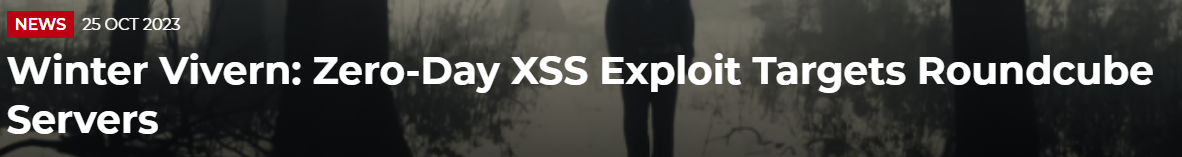 NEWS 25 OCT 2023
Winter Vivern: Zero-Day XSS Exploit Targets Roundcube
Servers